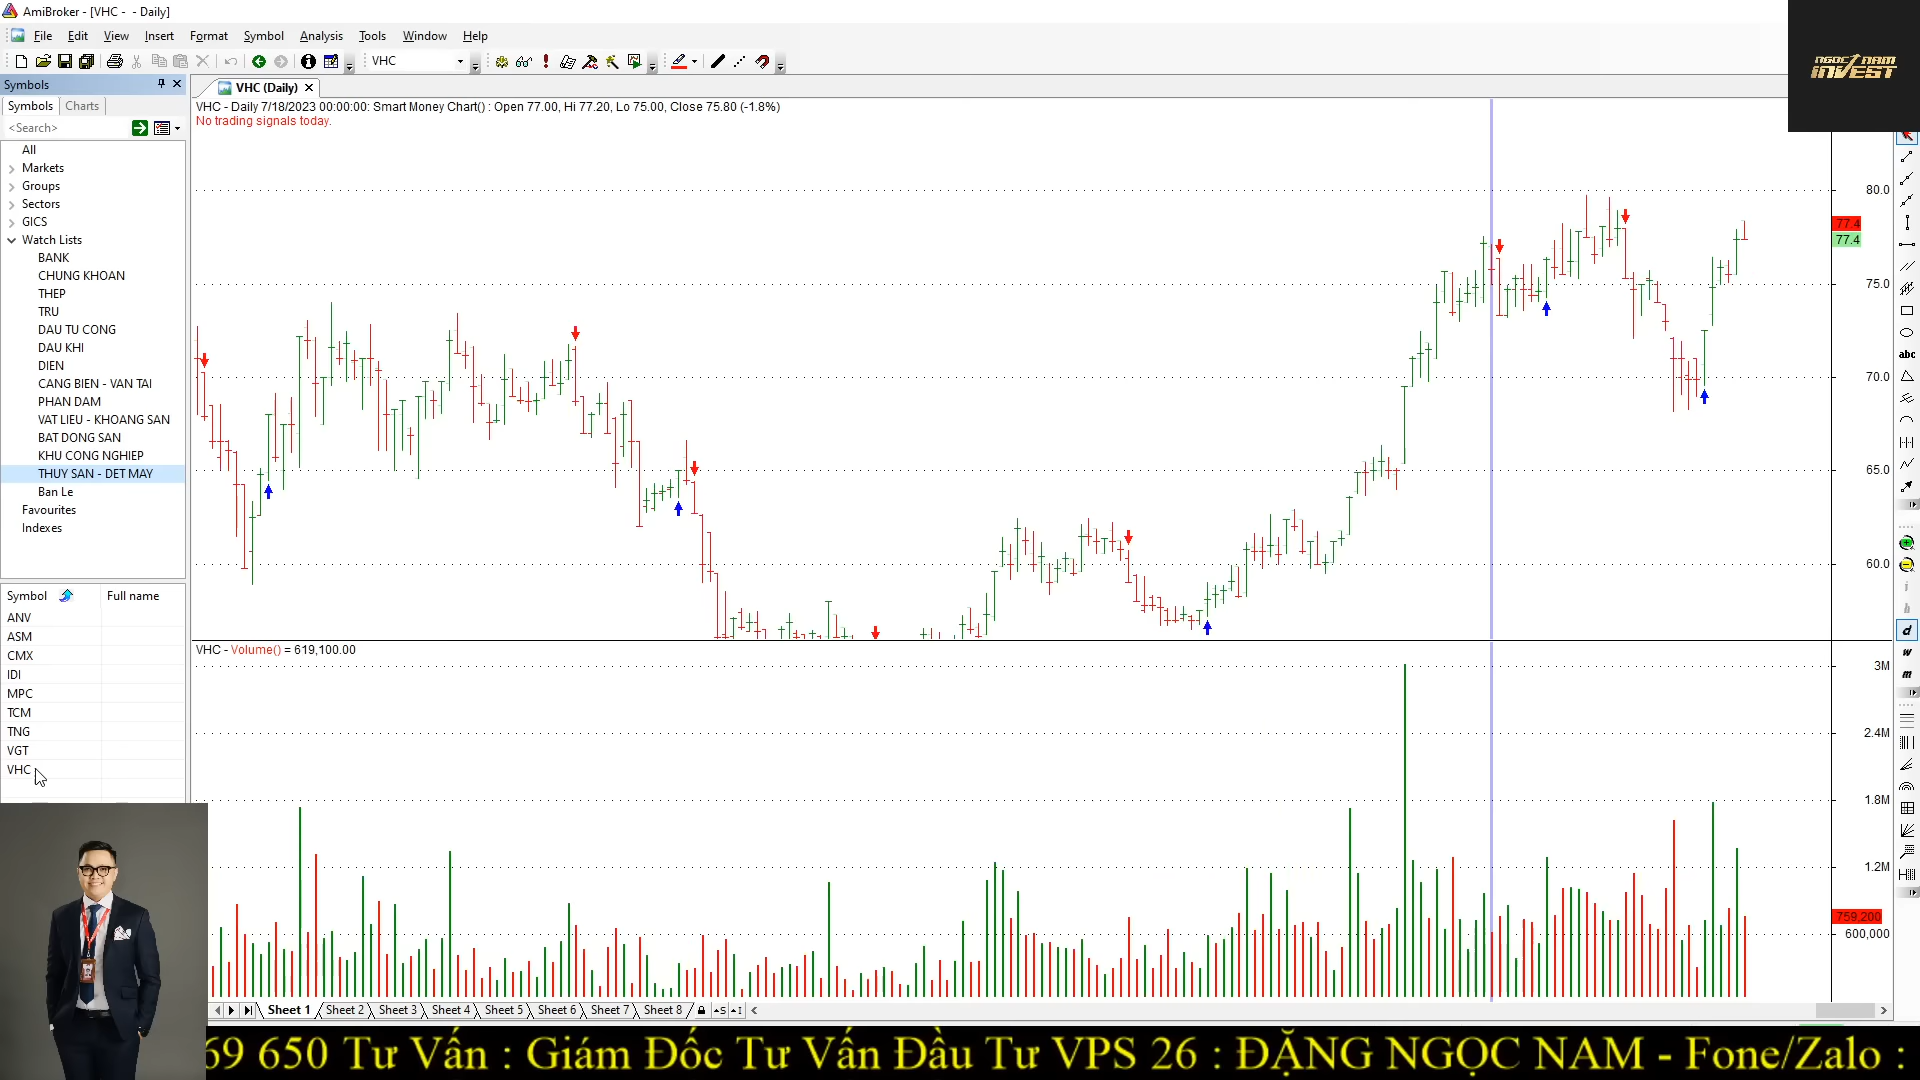 AmiBroker - [VHC - - Daily]
File Edit View Insert Format Symbol Analysis Tools Window Help
VHC
NGOC NAM
INVEST
Symbols
VHC (Daily)
Symbols Charts
<Search>
VHC - Daily 7/18/2023 00:00:00: Smart Money Chart() : Open 77.00, Hi 77.20, Lo 75.00, Close 75.80 (-1.8%)
No trading signals today.
All
Markets
Groups
Sectors
GICS
Watch Lists
BANK
CHUNG KHOAN
THEP
TRU
DAU TU CONG
DAU KHI
DIEN
CANG BIEN - VAN TAI
PHAN DAM
VAT LIEU - KHOANG SAN
BAT DONG SAN
KHU CONG NGHIEP
THUY SAN - DET MAY
Ban Le
Favourites
Indexes
Symbol Full name
ANV
ASM
CMX
IDI
MPC
TCM
TNG
VGT
VHC
80.0
77.4
77.4
75.0
70.0
65.0
60.0
VHC - Volume() = 619,100.00
3M
2.4M
1.8M
1.2M
759,200
600,000
abc
d
w
m
Sheet 1 Sheet 2 Sheet 3 Sheet 4 Sheet 5 Sheet 6 Sheet 7 Sheet 8
69 650 Tư Vấn : Giám Đốc Tư Vấn Đầu Tư VPS 26 : ĐẶNG NGỌC NAM - Fone/Zalo :